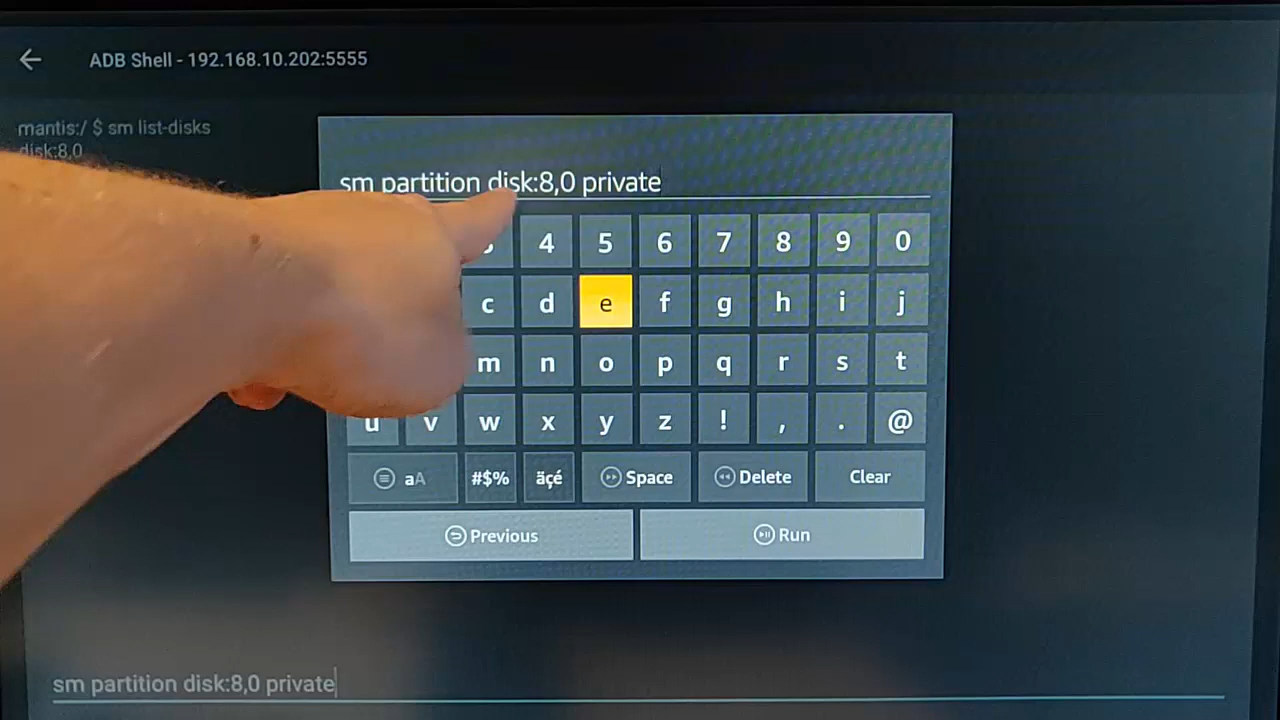 ADB Shell - 192.168.10.202:5555
mantis:/ $ sm list-disks
disk:8,0
sm partition disk:8,0 private
4 5 6 7 8 9 0
c d e f g h i j
m n o p q r s t
u v w x y z ! , . @
aA #$% äçé Space Delete Clear
Previous Run
sm partition disk:8,0 private